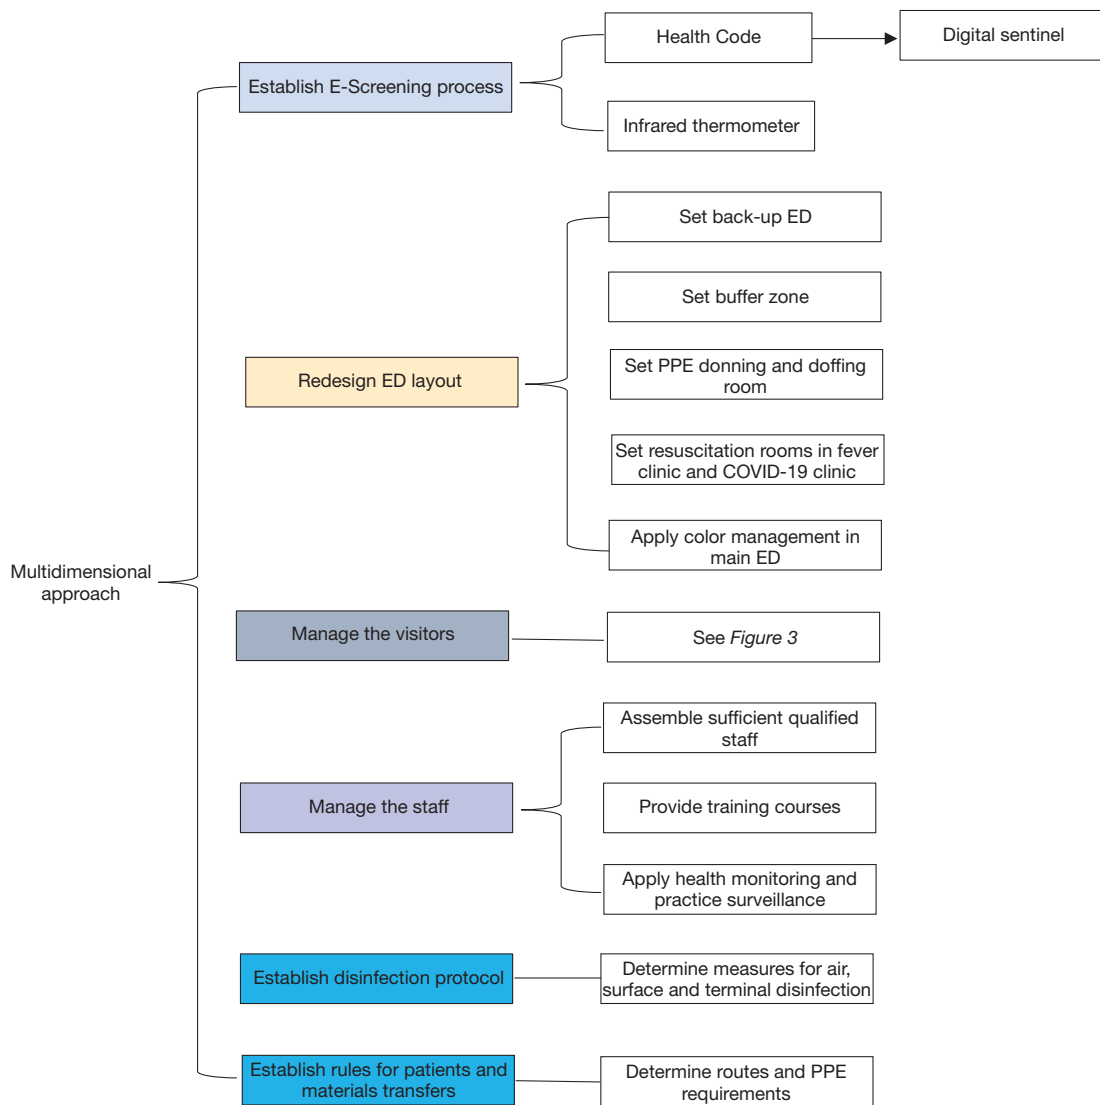 Health Code
Digital sentinel
Establish E-Screening process
Infrared thermometer
Set back-up ED
Set buffer zone
Redesign ED layout
Set PPE donning and doffing
room
Set resuscitation rooms in fever
clinic and COVID-19 clinic
Apply color management in
main ED
Multidimensional
approach
Manage the visitors
See Figure 3
Assemble sufficient qualified
staff
Manage the staff
Provide training courses
Apply health monitoring and
practice surveillance
Establish disinfection protocol
Determine measures for air,
surface and terminal disinfection
Establish rules for patients and
materials transfers
Determine routes and PPE
requirements